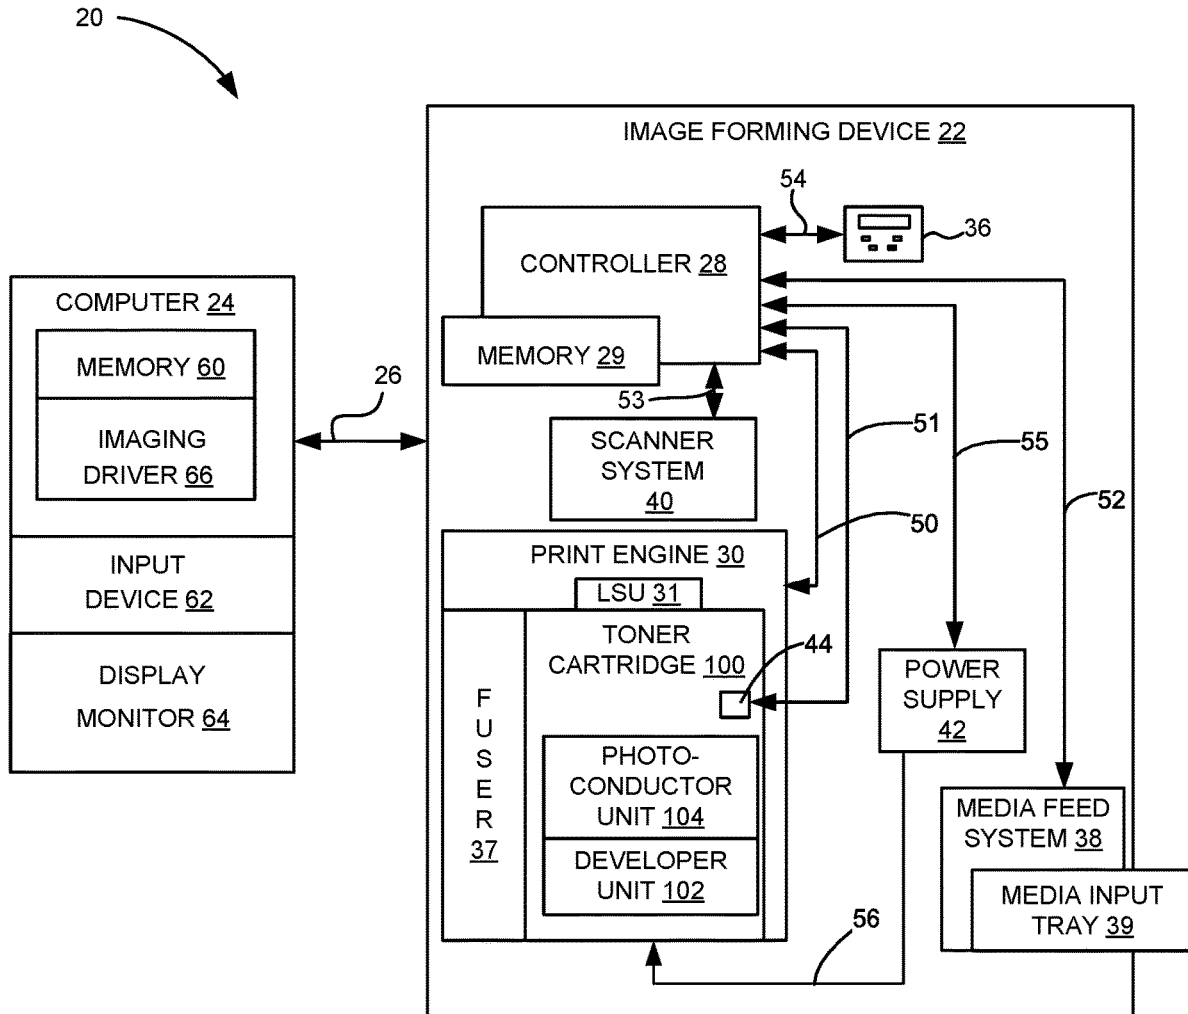 20
IMAGE FORMING DEVICE 22
54
36
CONTROLLER 28
MEMORY 29
COMPUTER 24
MEMORY 60
IMAGING
DRIVER 66
INPUT
DEVICE 62
DISPLAY
MONITOR 64
26
53
SCANNER
SYSTEM
40
51
55
52
50
PRINT ENGINE 30
LSU 31
TONER
CARTRIDGE 100
44
F
U
S
E
R
37
PHOTO-
CONDUCTOR
UNIT 104
DEVELOPER
UNIT 102
POWER
SUPPLY
42
MEDIA FEED
SYSTEM 38
MEDIA INPUT
TRAY 39
56